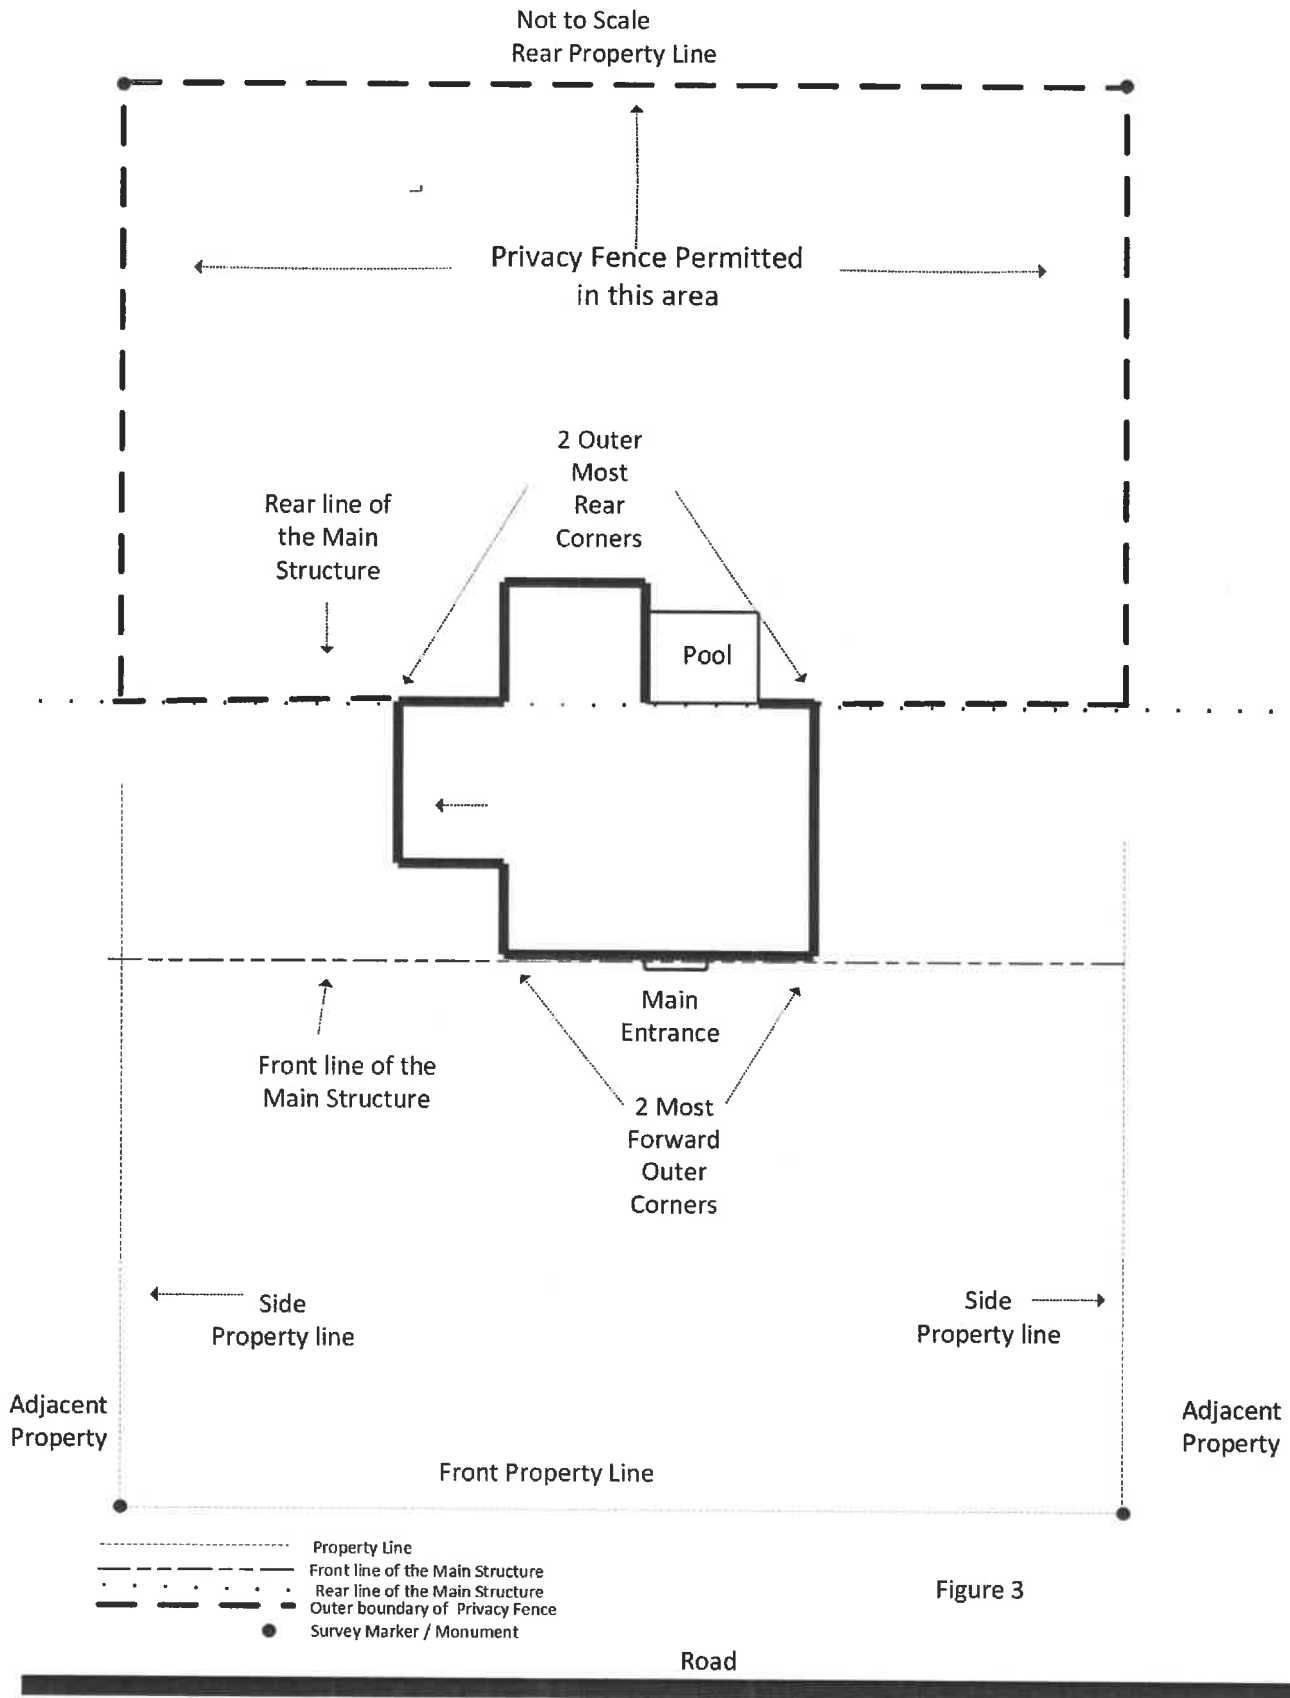 Not to Scale
Rear Property Line
Privacy Fence Permitted
in this area
2 Outer
Most
Rear
Corners
Rear line of
the Main
Structure
Pool
Main
Entrance
Front line of the
Main Structure
2 Most
Forward
Outer
Corners
Side
Property line
Side
Property line
Adjacent
Property
Adjacent
Property
Front Property Line
Property Line
Front line of the Main Structure
Rear line of the Main Structure
Outer boundary of Privacy Fence
Survey Marker / Monument
Figure 3
Road